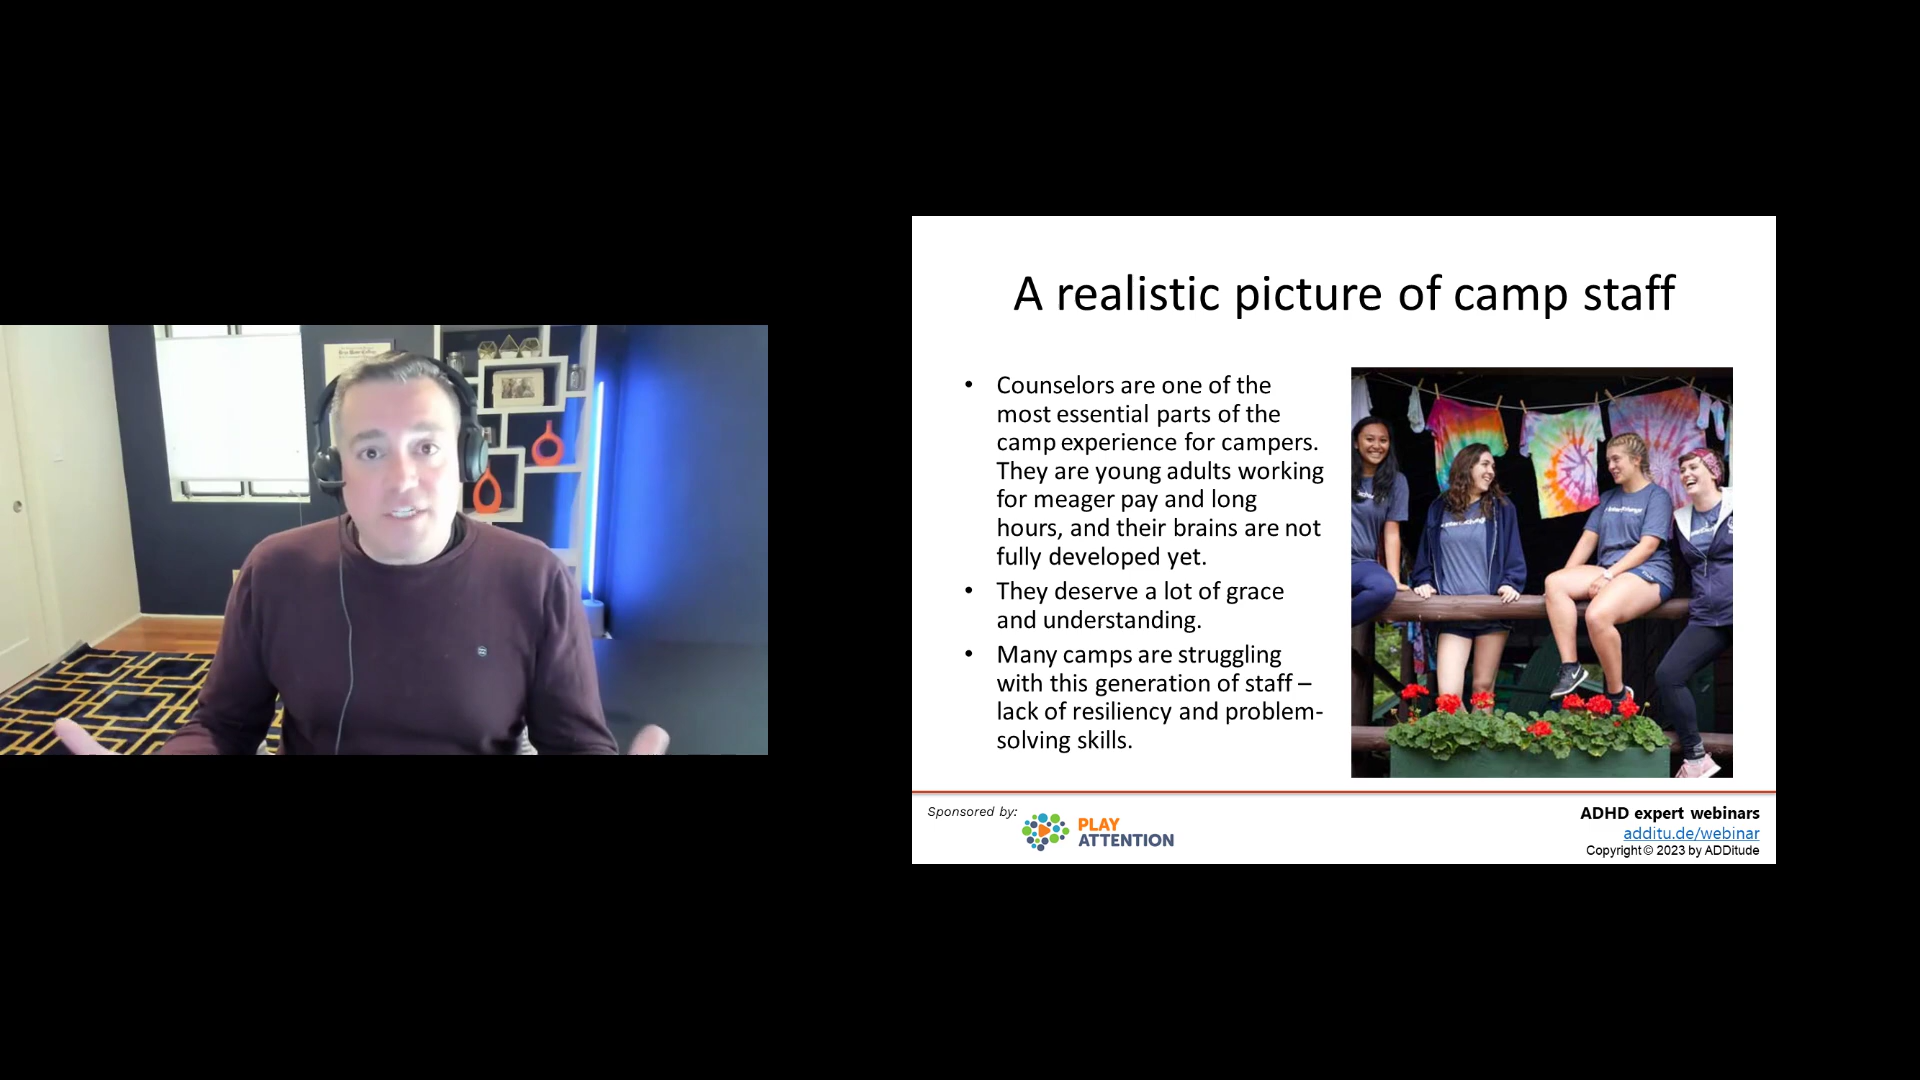 A realistic picture of camp staff
• Counselors are one of the
most essential parts of the
camp experience for campers.
They are young adults working
for meager pay and long
hours, and their brains are not
fully developed yet.
• They deserve a lot of grace
and understanding.
• Many camps are struggling
with this generation of staff –
lack of resiliency and problem-
solving skills.
Sponsored by:
PLAY
ATTENTION
ADHD expert webinars
additu.de/webinar
Copyright © 2023 by ADDitude